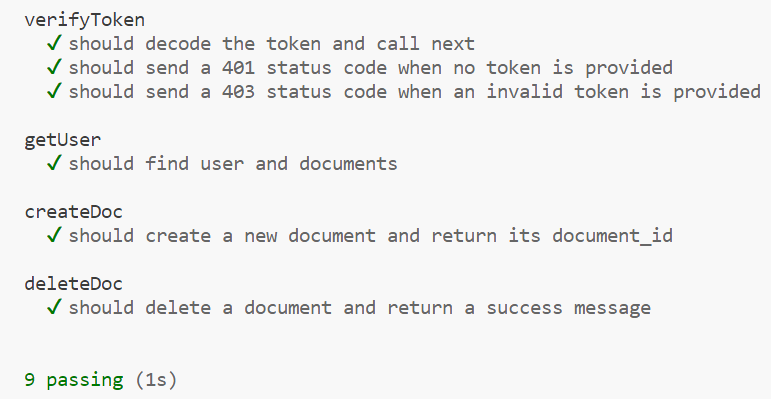 verifyToken
✓ should decode the token and call next
✓ should send a 401 status code when no token is provided
✓ should send a 403 status code when an invalid token is provided
getUser
✓ should find user and documents
createDoc
✓ should create a new document and return its document_id
deleteDoc
✓ should delete a document and return a success message
9 passing (1s)